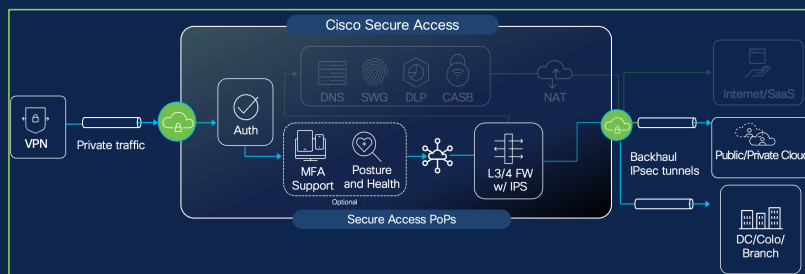 Cisco Secure Access
DNS
SWG
DLP
CASB
NAT
Internet/SaaS
VPN
Private traffic
Auth
MFA
Support
Posture
and Health
Optional
L3/4 FW
w/ IPS
Backhaul
IPsec tunnels
Public/Private Cloud
DC/Colo/
Branch
Secure Access PoPs